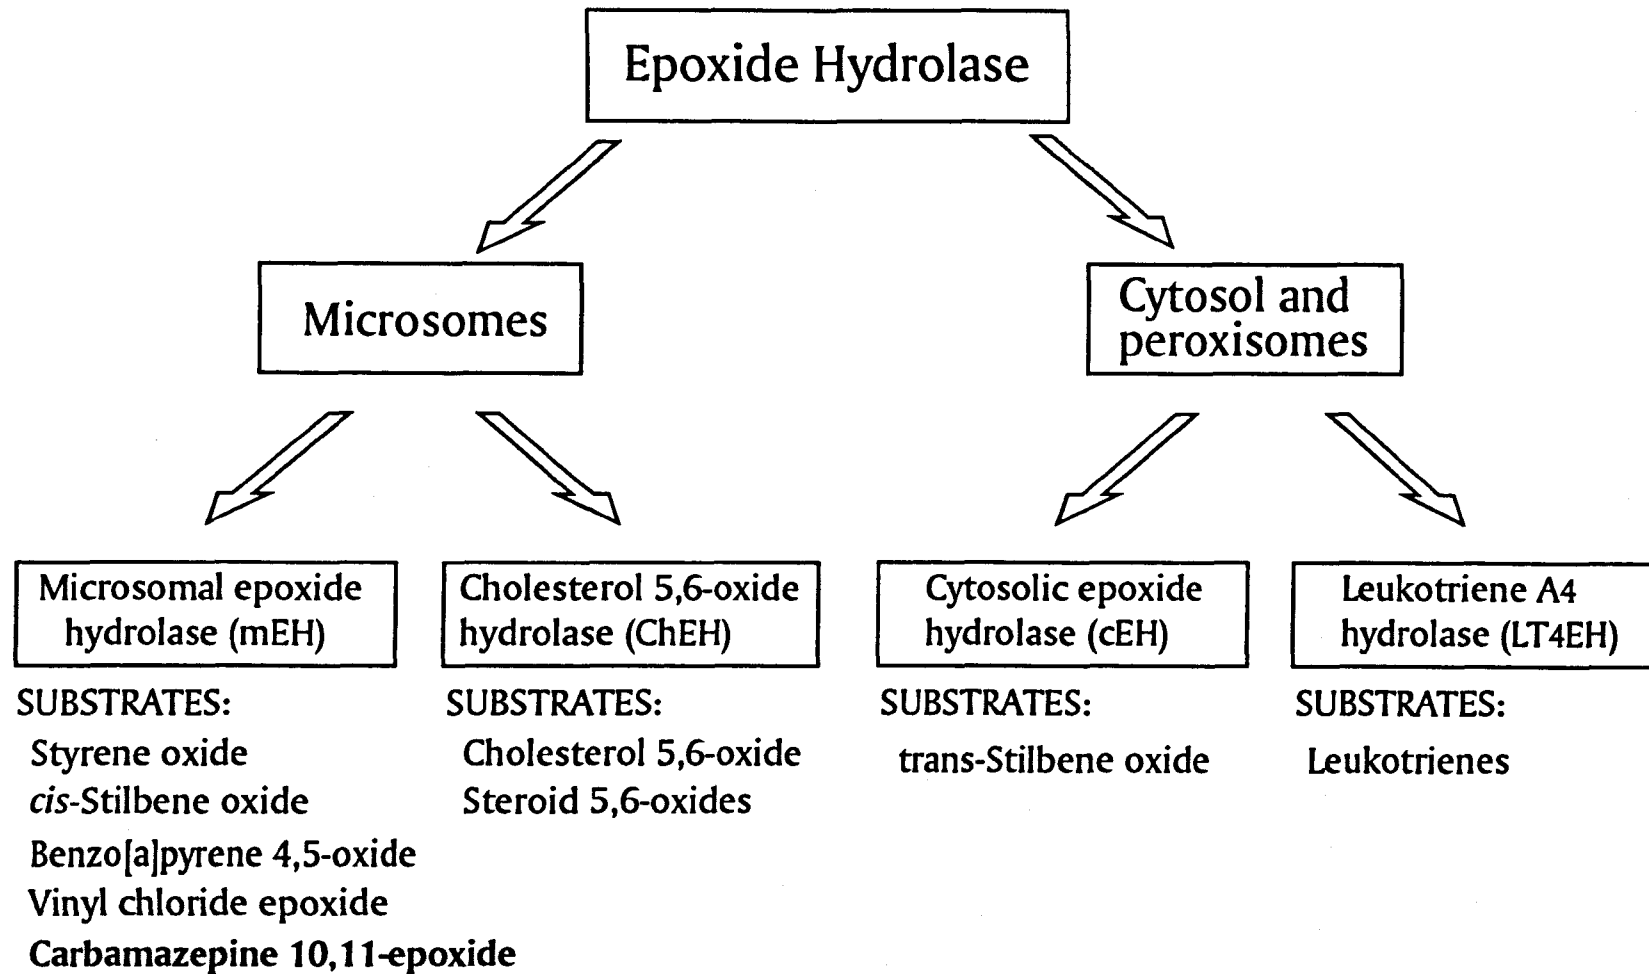 Epoxide Hydrolase
Microsomes
Cytosol and
peroxisomes
Microsomal epoxide
hydrolase (mEH)
Cholesterol 5,6-oxide
hydrolase (ChEH)
Cytosolic epoxide
hydrolase (cEH)
Leukotriene A4
hydrolase (LT4EH)
SUBSTRATES:
Styrene oxide
cis-Stilbene oxide
Benzo[a]pyrene 4,5-oxide
Vinyl chloride epoxide
Carbamazepine 10,11-epoxide
SUBSTRATES:
Cholesterol 5,6-oxide
Steroid 5,6-oxides
SUBSTRATES:
trans-Stilbene oxide
SUBSTRATES:
Leukotrienes